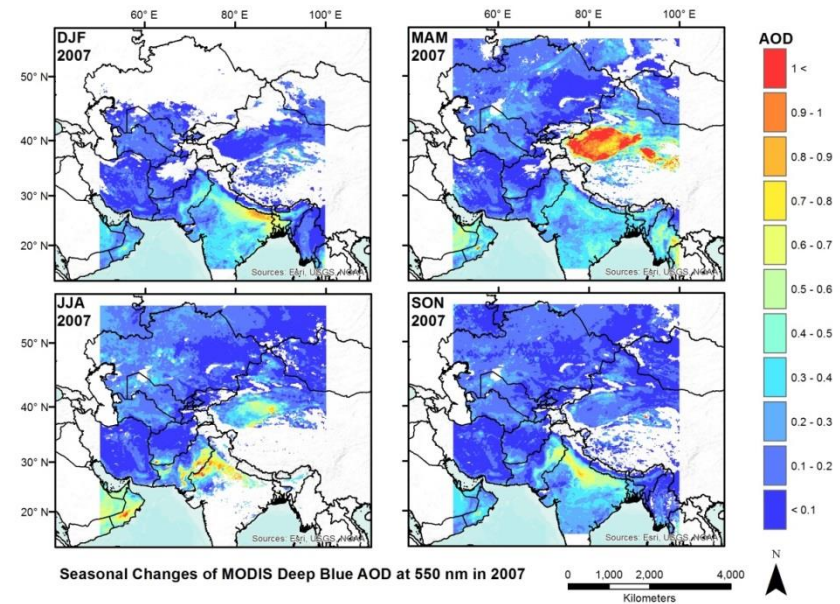 60° E 80° E 100° E
60° E 80° E 100° E
DJF
2007
MAM
2007
AOD
50° N
40° N
30° N
20° N
Sources: Esri, USGS, NOAA
Sources: Esri, USGS, NOAA
1 <
0.9 - 1
0.8 - 0.9
0.7 - 0.8
0.6 - 0.7
0.5 - 0.6
0.4 - 0.5
0.3 - 0.4
0.2 - 0.3
0.1 - 0.2
< 0.1
JJA
2007
SON
2007
50° N
40° N
30° N
20° N
Sources: Esri, USGS, NOAA
Sources: Esri, USGS, NOAA
Seasonal Changes of MODIS Deep Blue AOD at 550 nm in 2007
0 1,000 2,000 4,000
Kilometers
N